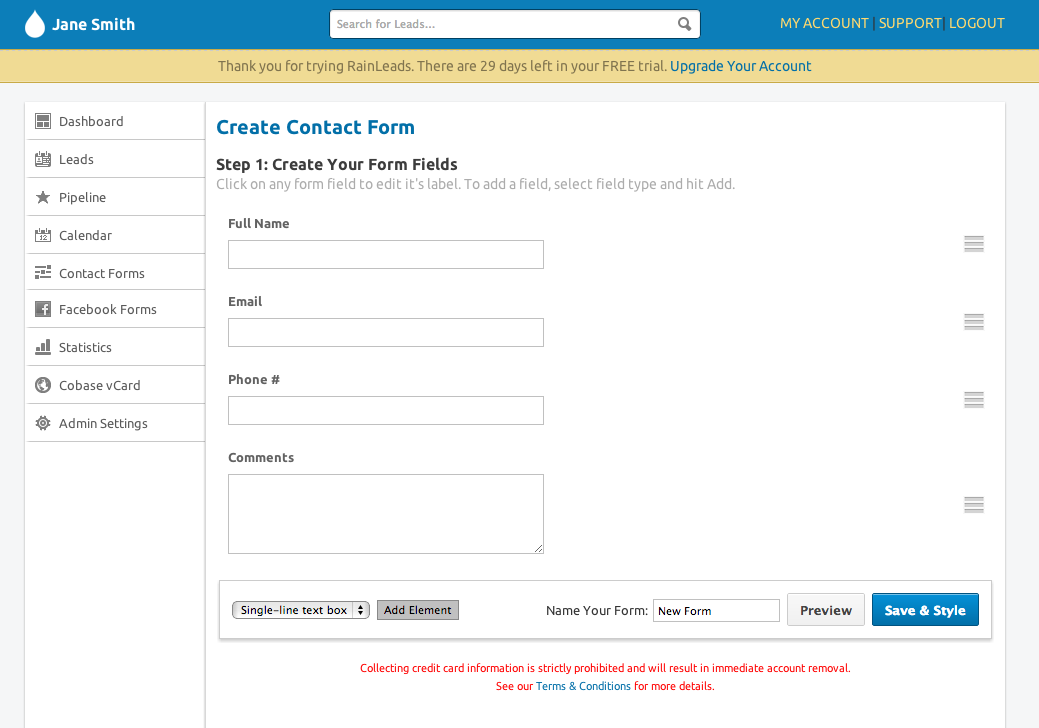 Jane Smith
Search for Leads...
MY ACCOUNT | SUPPORT | LOGOUT
Thank you for trying RainLeads. There are 29 days left in your FREE trial. Upgrade Your Account
Dashboard
Leads
Pipeline
12
Calendar
Contact Forms
Facebook Forms
Statistics
Cobase vCard
Admin Settings
Create Contact Form
Step 1: Create Your Form Fields
Click on any form field to edit it's label. To add a field, select field type and hit Add.
Full Name
Email
Phone #
Comments
Single-line text box Add Element Name Your Form: New Form Preview Save & Style
Collecting credit card information is strictly prohibited and will result in immediate account removal.
See our Terms & Conditions for more details.